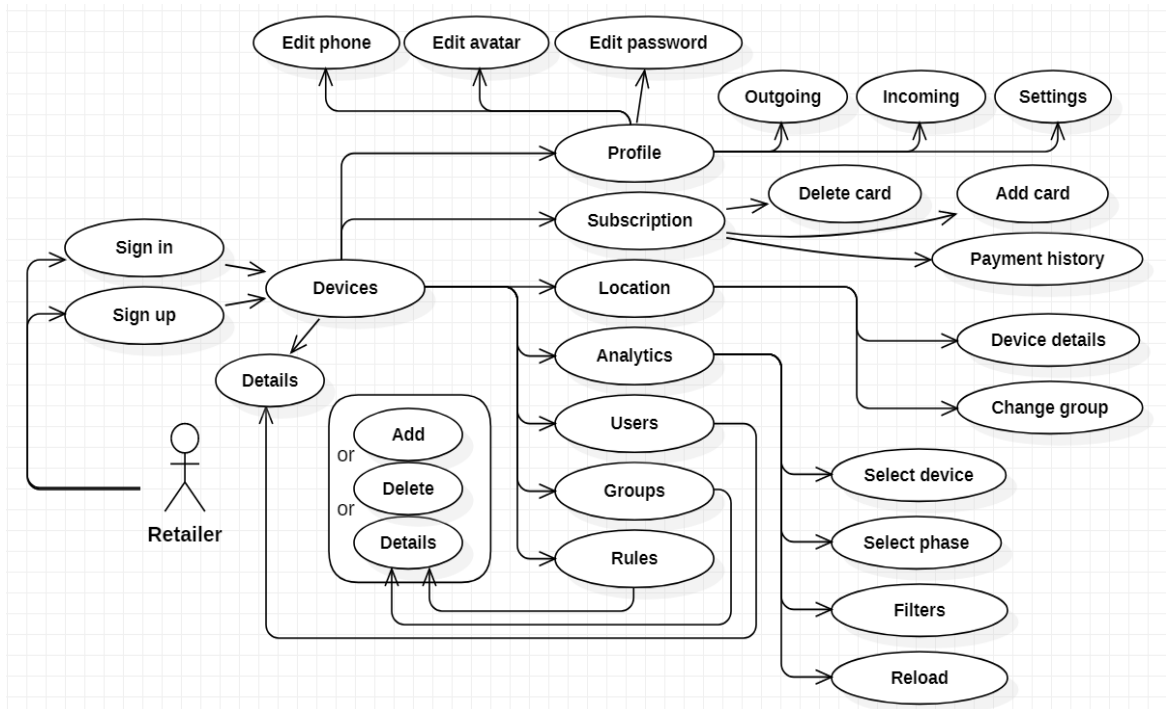 Edit phone
Edit avatar
Edit password
Outgoing
Incoming
Settings
Profile
Delete card
Add card
Subscription
Sign in
Payment history
Devices
Location
Sign up
Device details
Analytics
Details
Change group
Users
Add
or
Select device
Delete
Groups
or
Retailer
Details
Select phase
Rules
Filters
Reload